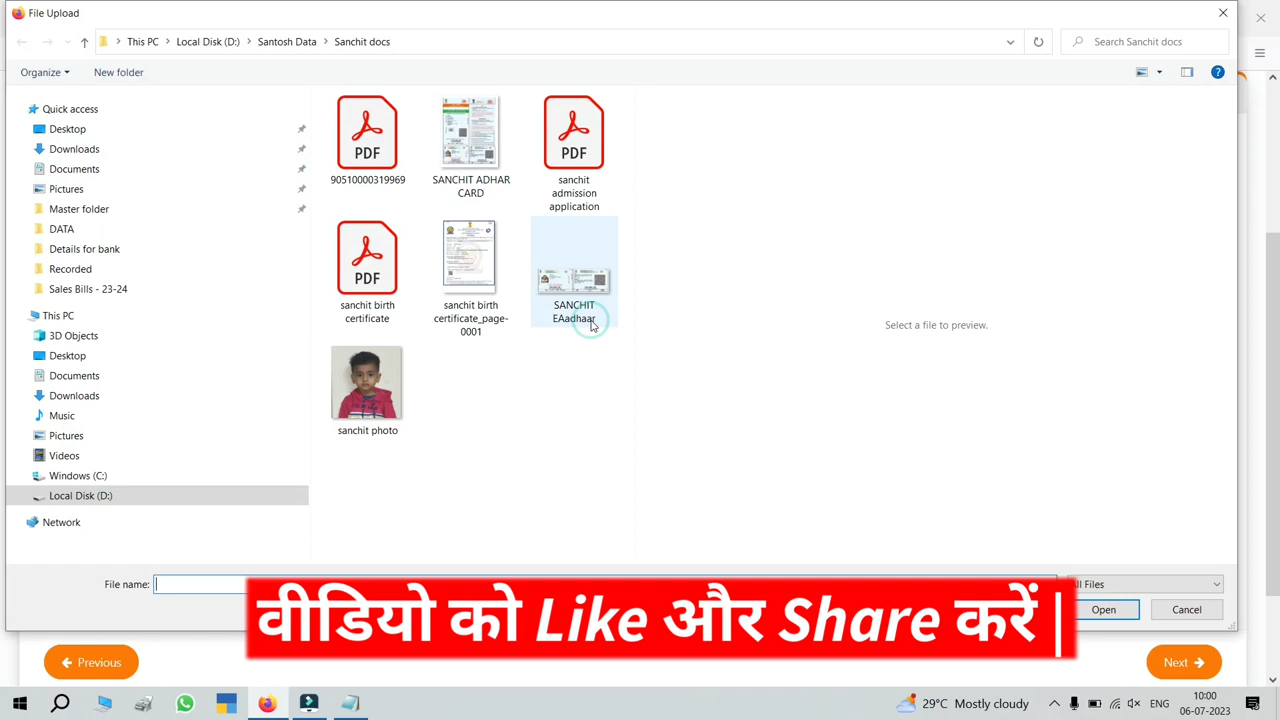 File Upload
This PC
Local Disk (D:)
Santosh Data
Sanchit docs
Search Sanchit docs
Organize
New folder
Quick access
Desktop
Downloads
Documents
Pictures
Master folder
DATA
Details for bank
Recorded
Sales Bills - 23-24
This PC
3D Objects
Desktop
Documents
Downloads
Music
Pictures
Videos
Windows (C:)
Local Disk (D:)
Network
PDF
90510000319969
SANCHIT ADHAR
CARD
PDF
sanchit
admission
application
PDF
sanchit birth
certificate
sanchit birth
certificate_page-
0001
SANCHIT
EAadhaar
sanchit photo
Select a file to preview.
File name:
All Files
Open
Cancel
वीडियो को Like और Share करें |
Previous
Next
29°C Mostly cloudy
ENG
10:00
06-07-2023